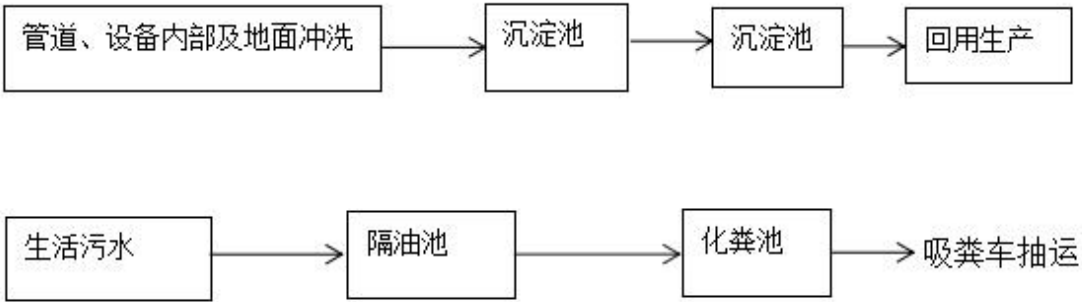 管道、设备内部及地面冲洗
沉淀池
沉淀池
回用生产
生活污水
隔油池
化粪池
吸粪车抽运